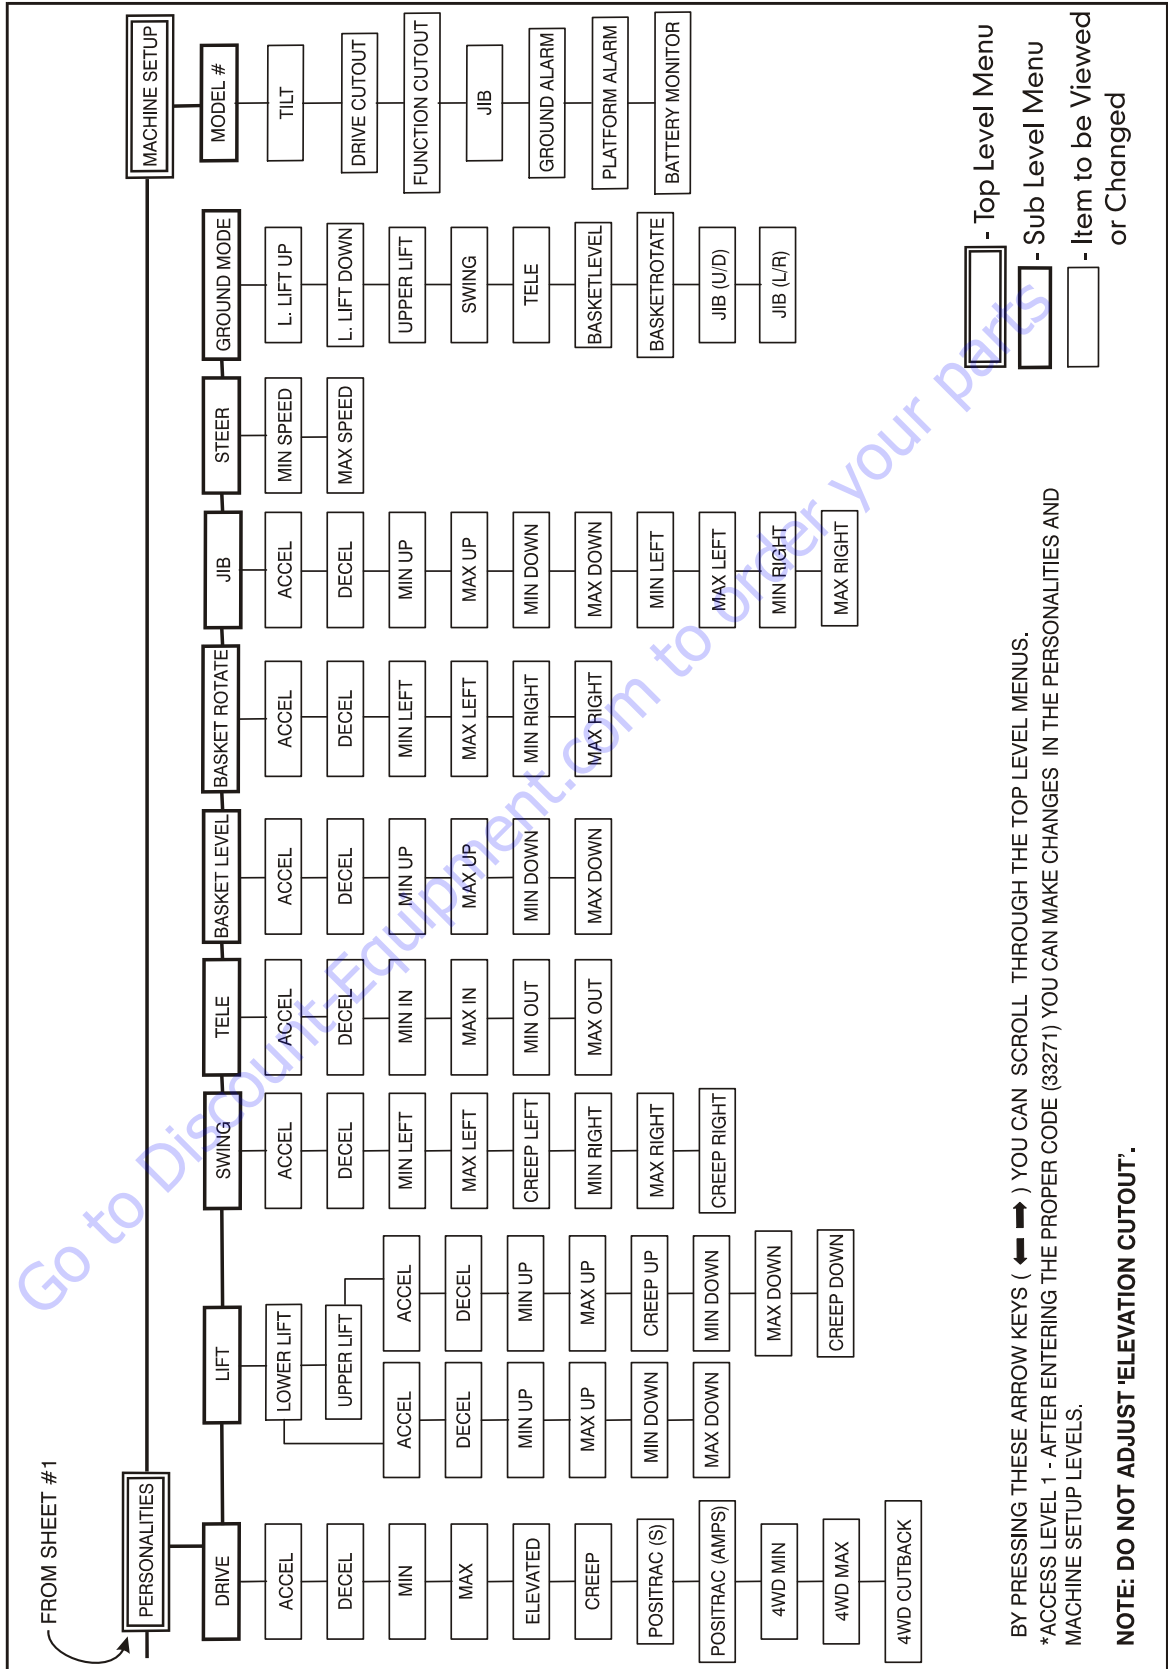 FROM SHEET #1
PERSONALITIES
MACHINE SETUP
DRIVE
ACCEL
DECEL
MIN
MAX
ELEVATED
CREEP
POSITRAC (S)
POSITRAC (AMPS)
4WD MIN
4WD MAX
4WD CUTBACK
LIFT
LOWER LIFT
UPPER LIFT
ACCEL
DECEL
MIN UP
MAX UP
MIN DOWN
MAX DOWN
ACCEL
DECEL
MIN UP
MAX UP
CREEP UP
MIN DOWN
MAX DOWN
CREEP DOWN
SWING
ACCEL
DECEL
MIN LEFT
MAX LEFT
CREEP LEFT
MIN RIGHT
MAX RIGHT
CREEP RIGHT
TELE
ACCEL
DECEL
MIN IN
MAX IN
MIN OUT
MAX OUT
BASKET LEVEL
ACCEL
DECEL
MIN UP
MAX UP
MIN DOWN
MAX DOWN
BASKET ROTATE
ACCEL
DECEL
MIN LEFT
MAX LEFT
MIN RIGHT
MAX RIGHT
JIB
ACCEL
DECEL
MIN UP
MAX UP
MIN DOWN
MAX DOWN
MIN LEFT
MAX LEFT
MIN RIGHT
MAX RIGHT
STEER
MIN SPEED
MAX SPEED
GROUND MODE
L. LIFT UP
L. LIFT DOWN
UPPER LIFT
SWING
TELE
BASKETLEVEL
BASKETROTATE
JIB (U/D)
JIB (L/R)
MODEL #
TILT
DRIVE CUTOUT
FUNCTION CUTOUT
JIB
GROUND ALARM
PLATFORM ALARM
BATTERY MONITOR
- Top Level Menu
- Sub Level Menu
- Item to be Viewed
or Changed
BY PRESSING THESE ARROW KEYS ( ⬅ ➡ ) YOU CAN SCROLL THROUGH THE TOP LEVEL MENUS.
*ACCESS LEVEL 1 - AFTER ENTERING THE PROPER CODE (33271) YOU CAN MAKE CHANGES IN THE PERSONALITIES AND
MACHINE SETUP LEVELS.
NOTE: DO NOT ADJUST 'ELEVATION CUTOUT'.
Go to Discount-Equipment.com to order your parts